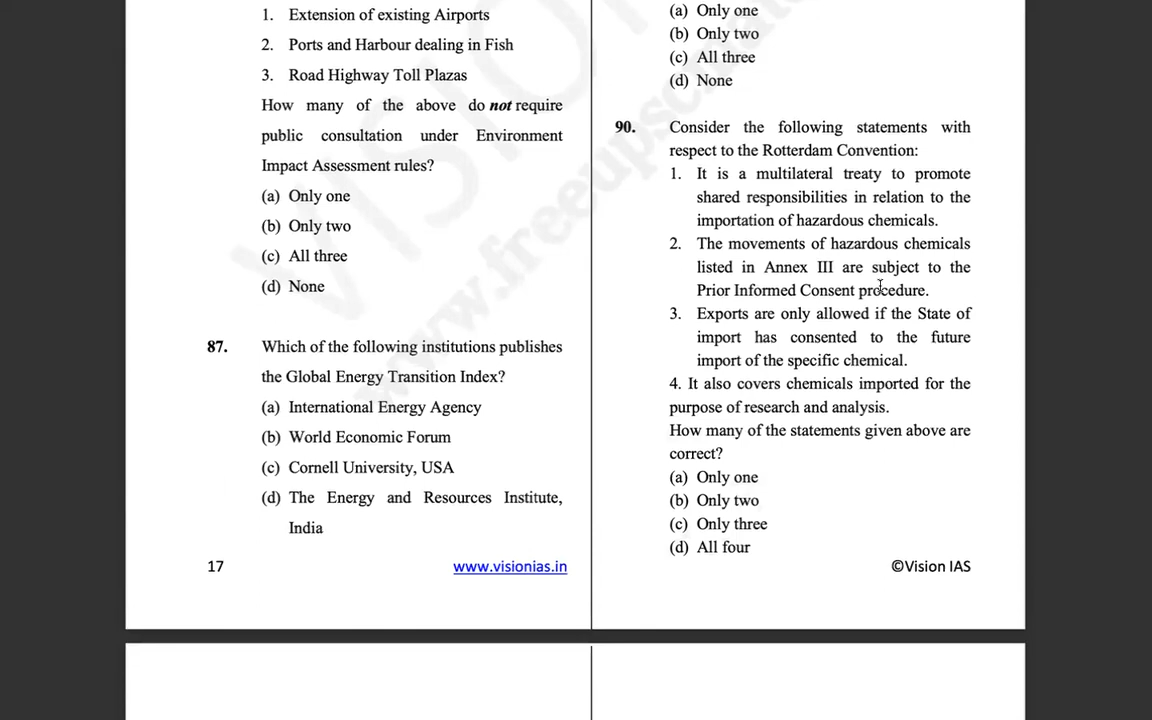 1. Extension of existing Airports
2. Ports and Harbour dealing in Fish
3. Road Highway Toll Plazas
How many of the above do not require
public consultation under Environment
Impact Assessment rules?
(a) Only one
(b) Only two
(c) All three
(d) None
87. Which of the following institutions publishes
the Global Energy Transition Index?
(a) International Energy Agency
(b) World Economic Forum
(c) Cornell University, USA
(d) The Energy and Resources Institute,
India
(a) Only one
(b) Only two
(c) All three
(d) None
90. Consider the following statements with
respect to the Rotterdam Convention:
1. It is a multilateral treaty to promote
shared responsibilities in relation to the
importation of hazardous chemicals.
2. The movements of hazardous chemicals
listed in Annex III are subject to the
Prior Informed Consent procedure.
3. Exports are only allowed if the State of
import has consented to the future
import of the specific chemical.
4. It also covers chemicals imported for the
purpose of research and analysis.
How many of the statements given above are
correct?
(a) Only one
(b) Only two
(c) Only three
(d) All four
17
www.visionias.in
©Vision IAS